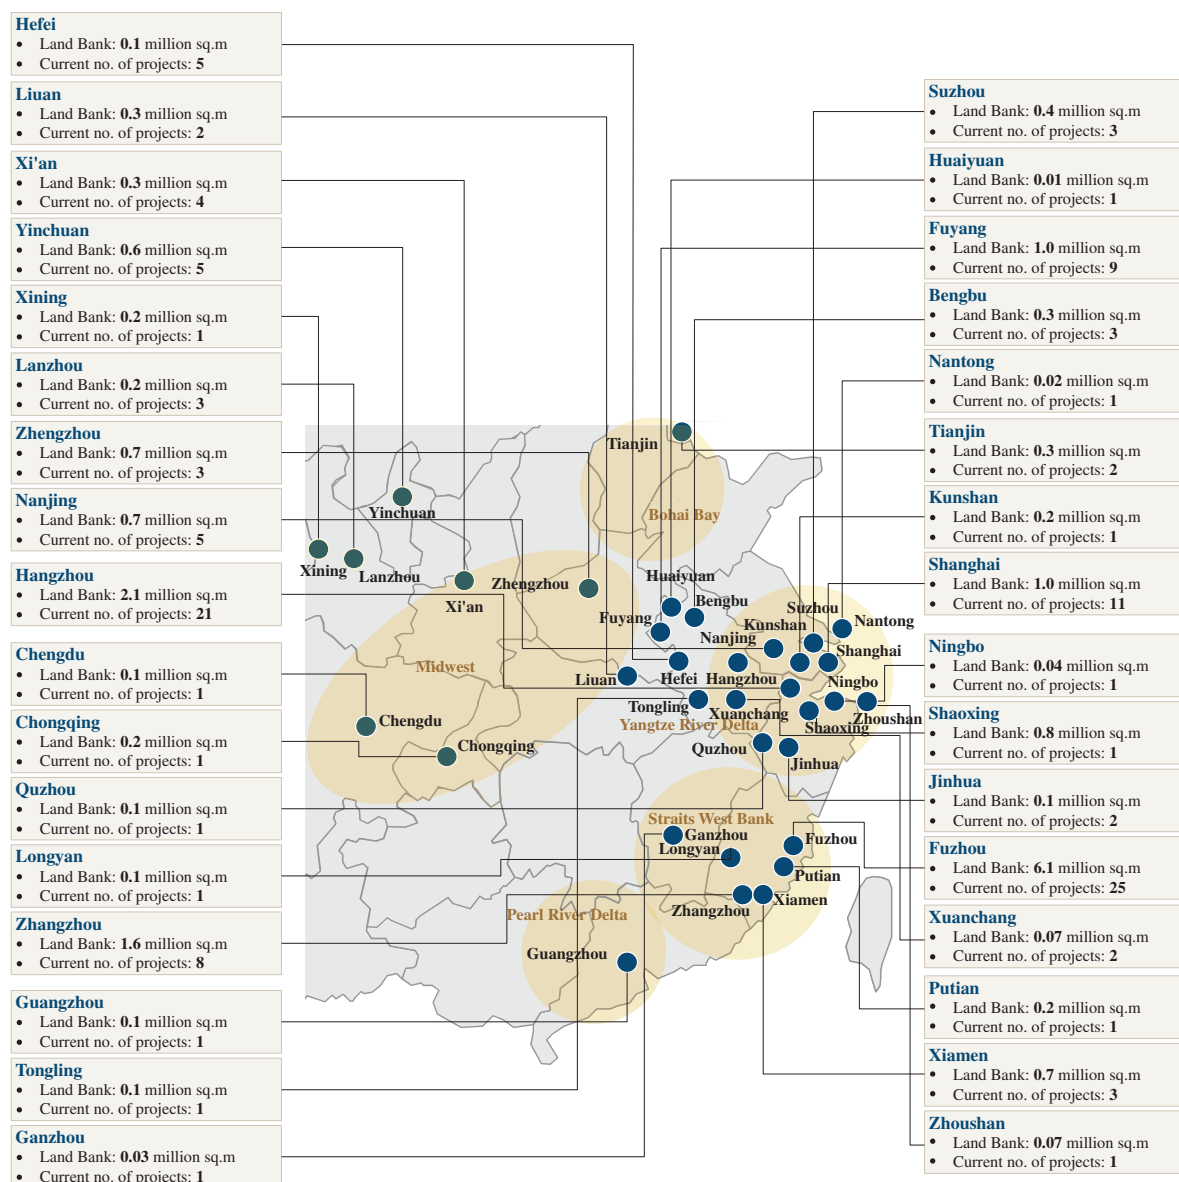 Hefei
• Land Bank: 0.1 million sq.m
• Current no. of projects: 5
Liuan
• Land Bank: 0.3 million sq.m
• Current no. of projects: 2
Xi'an
• Land Bank: 0.3 million sq.m
• Current no. of projects: 4
Yinchuan
• Land Bank: 0.6 million sq.m
• Current no. of projects: 5
Xining
• Land Bank: 0.2 million sq.m
• Current no. of projects: 1
Lanzhou
• Land Bank: 0.2 million sq.m
• Current no. of projects: 3
Zhengzhou
• Land Bank: 0.7 million sq.m
• Current no. of projects: 3
Nanjing
• Land Bank: 0.7 million sq.m
• Current no. of projects: 5
Hangzhou
• Land Bank: 2.1 million sq.m
• Current no. of projects: 21
Chengdu
• Land Bank: 0.1 million sq.m
• Current no. of projects: 1
Chongqing
• Land Bank: 0.2 million sq.m
• Current no. of projects: 1
Quzhou
• Land Bank: 0.1 million sq.m
• Current no. of projects: 1
Longyan
• Land Bank: 0.1 million sq.m
• Current no. of projects: 1
Zhangzhou
• Land Bank: 1.6 million sq.m
• Current no. of projects: 8
Guangzhou
• Land Bank: 0.1 million sq.m
• Current no. of projects: 1
Tongling
• Land Bank: 0.1 million sq.m
• Current no. of projects: 1
Ganzhou
• Land Bank: 0.03 million sq.m
• Current no. of projects: 1
Tianjin
Bohai Bay
Yinchuan
Xining
Lanzhou
Xi'an
Zhengzhou
Huaiyuan
Bengbu
Fuyang
Suzhou
Kunshan
Nantong
Nanjing
Shanghai
Midwest
Liuan
Hefei
Hangzhou
Ningbo
Tongling
Xuanchang
Zhoushan
Yangtze River Delta
Shaoxing
Chengdu
Chongqing
Quzhou
Jinhua
Straits West Bank
Ganzhou
Fuzhou
Longyan
Putian
Zhangzhou
Xiamen
Pearl River Delta
Guangzhou
Suzhou
• Land Bank: 0.4 million sq.m
• Current no. of projects: 3
Huaiyuan
• Land Bank: 0.01 million sq.m
• Current no. of projects: 1
Fuyang
• Land Bank: 1.0 million sq.m
• Current no. of projects: 9
Bengbu
• Land Bank: 0.3 million sq.m
• Current no. of projects: 3
Nantong
• Land Bank: 0.02 million sq.m
• Current no. of projects: 1
Tianjin
• Land Bank: 0.3 million sq.m
• Current no. of projects: 2
Kunshan
• Land Bank: 0.2 million sq.m
• Current no. of projects: 1
Shanghai
• Land Bank: 1.0 million sq.m
• Current no. of projects: 11
Ningbo
• Land Bank: 0.04 million sq.m
• Current no. of projects: 1
Shaoxing
• Land Bank: 0.8 million sq.m
• Current no. of projects: 1
Jinhua
• Land Bank: 0.1 million sq.m
• Current no. of projects: 2
Fuzhou
• Land Bank: 6.1 million sq.m
• Current no. of projects: 25
Xuanchang
• Land Bank: 0.07 million sq.m
• Current no. of projects: 2
Putian
• Land Bank: 0.2 million sq.m
• Current no. of projects: 1
Xiamen
• Land Bank: 0.7 million sq.m
• Current no. of projects: 3
Zhoushan
• Land Bank: 0.07 million sq.m
• Current no. of projects: 1